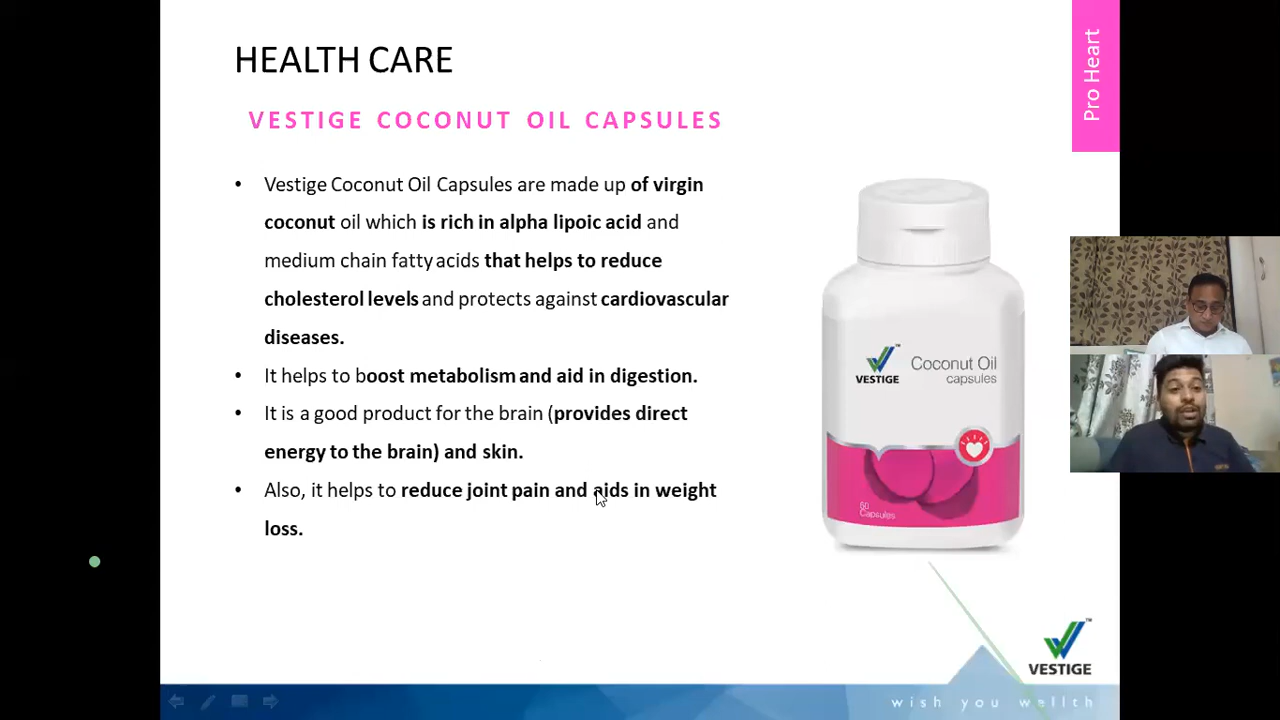 HEALTH CARE
Pro Heart
VESTIGE COCONUT OIL CAPSULES
• Vestige Coconut Oil Capsules are made up of virgin
coconut oil which is rich in alpha lipoic acid and
medium chain fatty acids that helps to reduce
cholesterol levels and protects against cardiovascular
diseases.
• It helps to boost metabolism and aid in digestion.
• It is a good product for the brain (provides direct
energy to the brain) and skin.
• Also, it helps to reduce joint pain and aids in weight
loss.
VESTIGE
Coconut Oil
capsules
60
Capsules
VESTIGE
wish you wellth